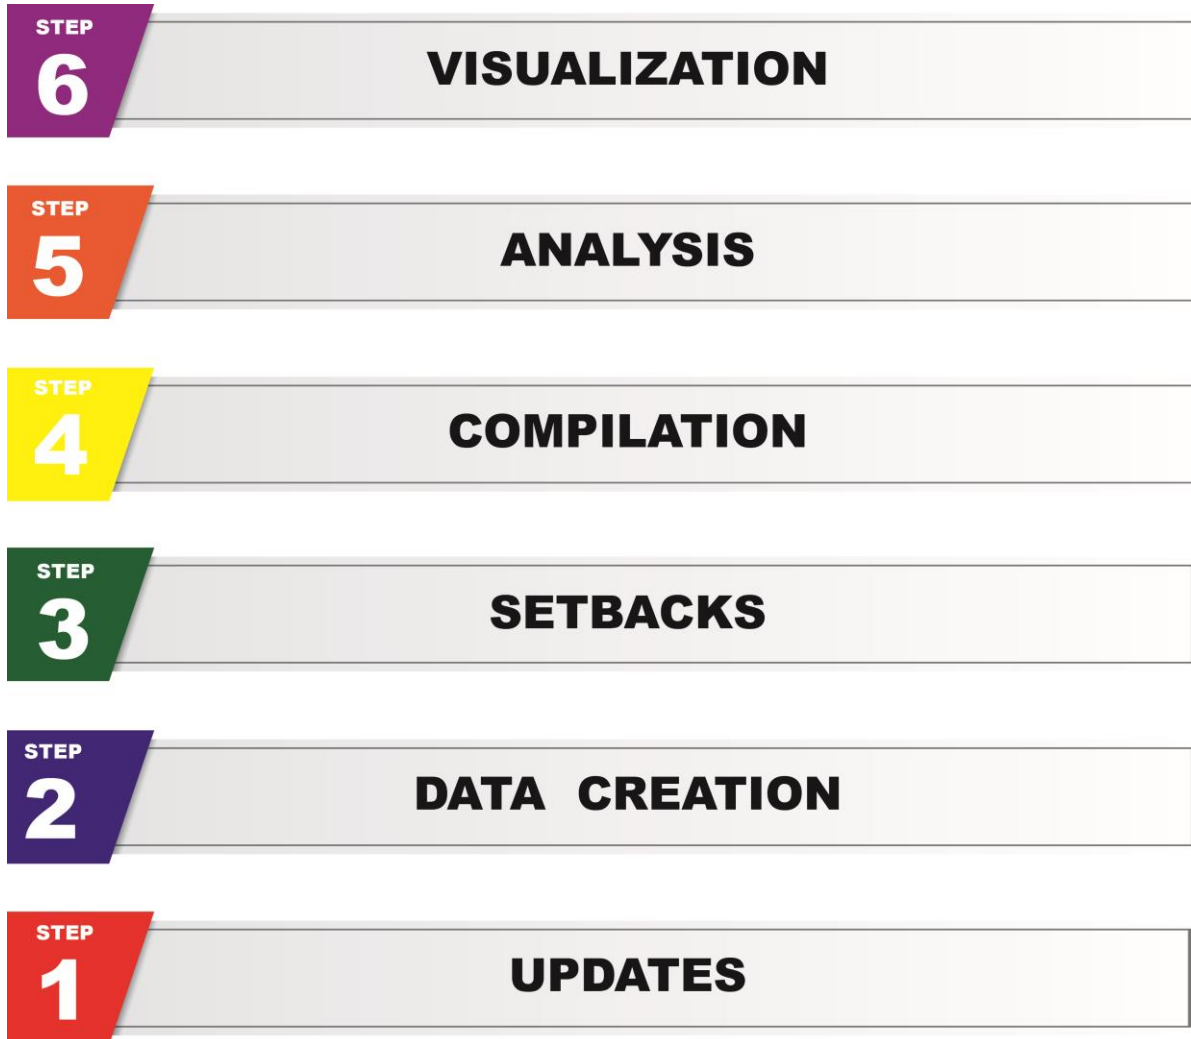 STEP
6
VISUALIZATION
STEP
5
ANALYSIS
STEP
4
COMPILATION
STEP
3
SETBACKS
STEP
2
DATA CREATION
STEP
1
UPDATES